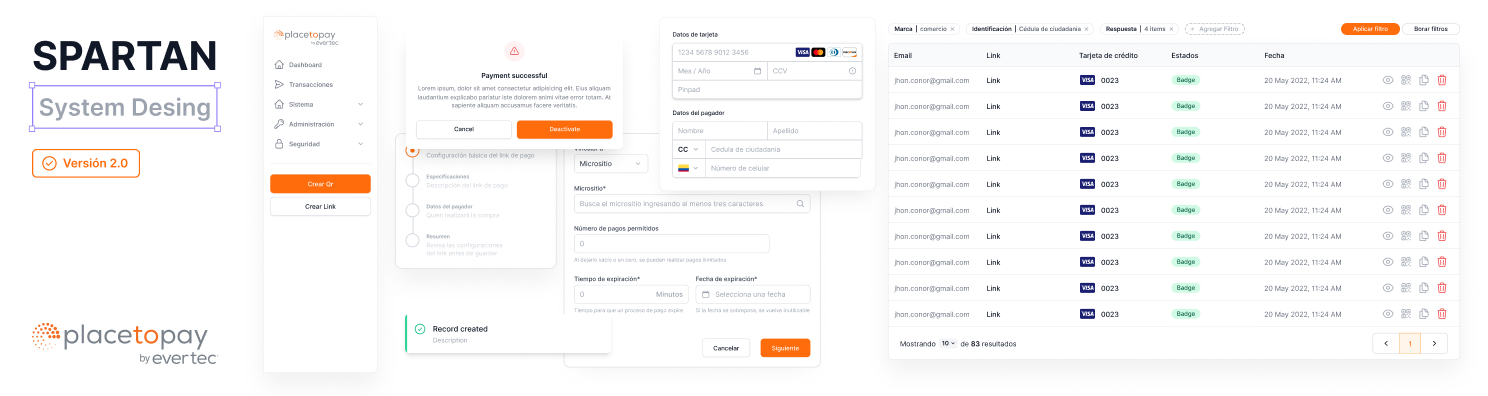 SPARTAN
System Desing
Versión 2.0
placetopay
by evertec
placetopay
by evertec
Dashboard
Transacciones
Sistema
Administración
Seguridad
Crear Qr
Crear Link
Payment successful
Lorem ipsum, dolor sit amet consectetur adipisicing elit. Eius aliquam
laudantium explicabo pariatur iste dolorem animi vitae error totam. At
sapiente aliquam accusamus facere veritatis.
Cancel
Deactivate
Configuración básica del link de pago
Especificaciones
Descripción del link de pago
Datos del pagador
Quien realizará la compra
Resumen
Revisa las configuraciones
del link antes de guardar
Record created
Description
Micrositio
Micrositio*
Busca el micrositio ingresando al menos tres caracteres
Número de pagos permitidos
0
Al dejarlo vacío o en cero, se pueden realizar pagos ilimitados
Tiempo de expiración*
0 Minutos
Tiempo para que un proceso de pago expire
Fecha de expiración*
Selecciona una fecha
Si la fecha se sobrepasa, se vuelve inutilizable
Cancelar
Siguiente
Datos de tarjeta
1234 5678 9012 3456
VISA
Mes / Año
CCV
Pinpad
Datos del pagador
Nombre
Apellido
CC
Cedula de ciudadania
Número de celular
Marca | comercio ×
Identificación | Cédula de ciudadania ×
Respuesta | 4 items ×
+ Agregar Filtro
Aplicar filtro
Borar filtros
Email Link Tarjeta de crédito Estados Fecha
jhon.conor@gmail.com Link VISA 0023 Badge 20 May 2022, 11:24 AM
jhon.conor@gmail.com Link VISA 0023 Badge 20 May 2022, 11:24 AM
jhon.conor@gmail.com Link VISA 0023 Badge 20 May 2022, 11:24 AM
jhon.conor@gmail.com Link VISA 0023 Badge 20 May 2022, 11:24 AM
jhon.conor@gmail.com Link VISA 0023 Badge 20 May 2022, 11:24 AM
jhon.conor@gmail.com Link VISA 0023 Badge 20 May 2022, 11:24 AM
jhon.conor@gmail.com Link VISA 0023 Badge 20 May 2022, 11:24 AM
jhon.conor@gmail.com Link VISA 0023 Badge 20 May 2022, 11:24 AM
jhon.conor@gmail.com Link VISA 0023 Badge 20 May 2022, 11:24 AM
jhon.conor@gmail.com Link VISA 0023 Badge 20 May 2022, 11:24 AM
Mostrando 10 de 83 resultados
1